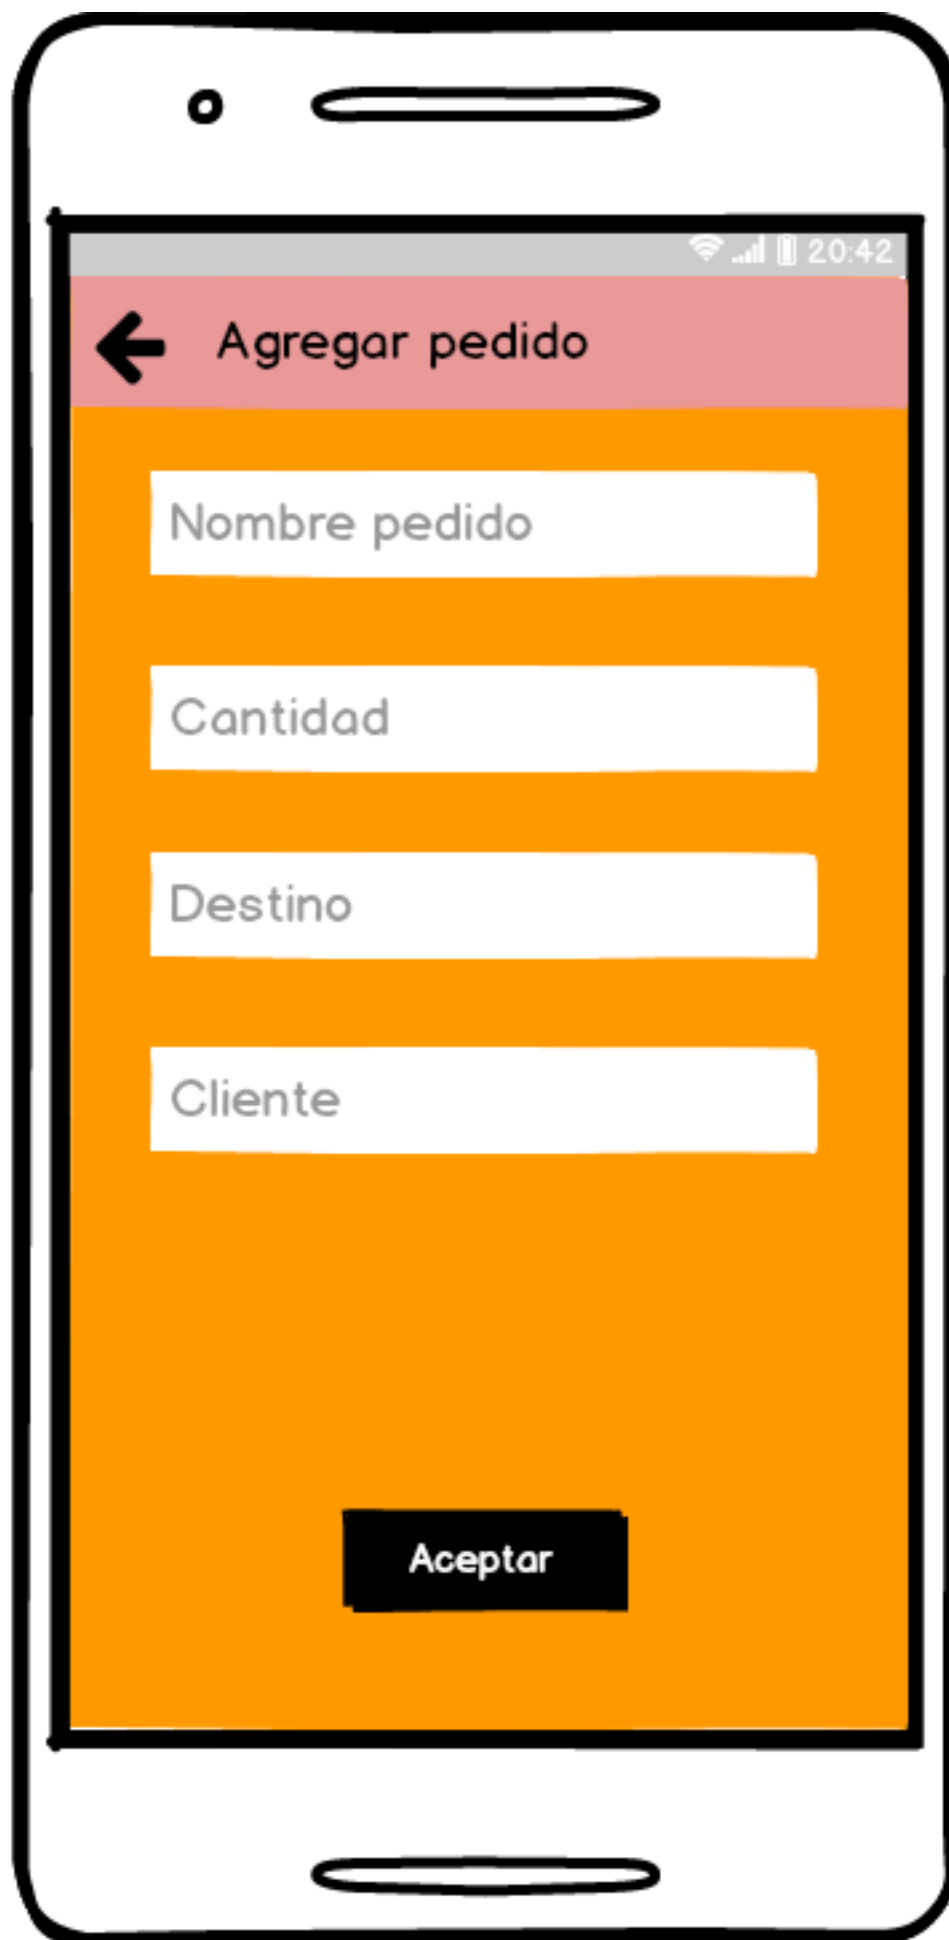 20:42
Agregar pedido
Nombre pedido
Cantidad
Destino
Cliente
Aceptar